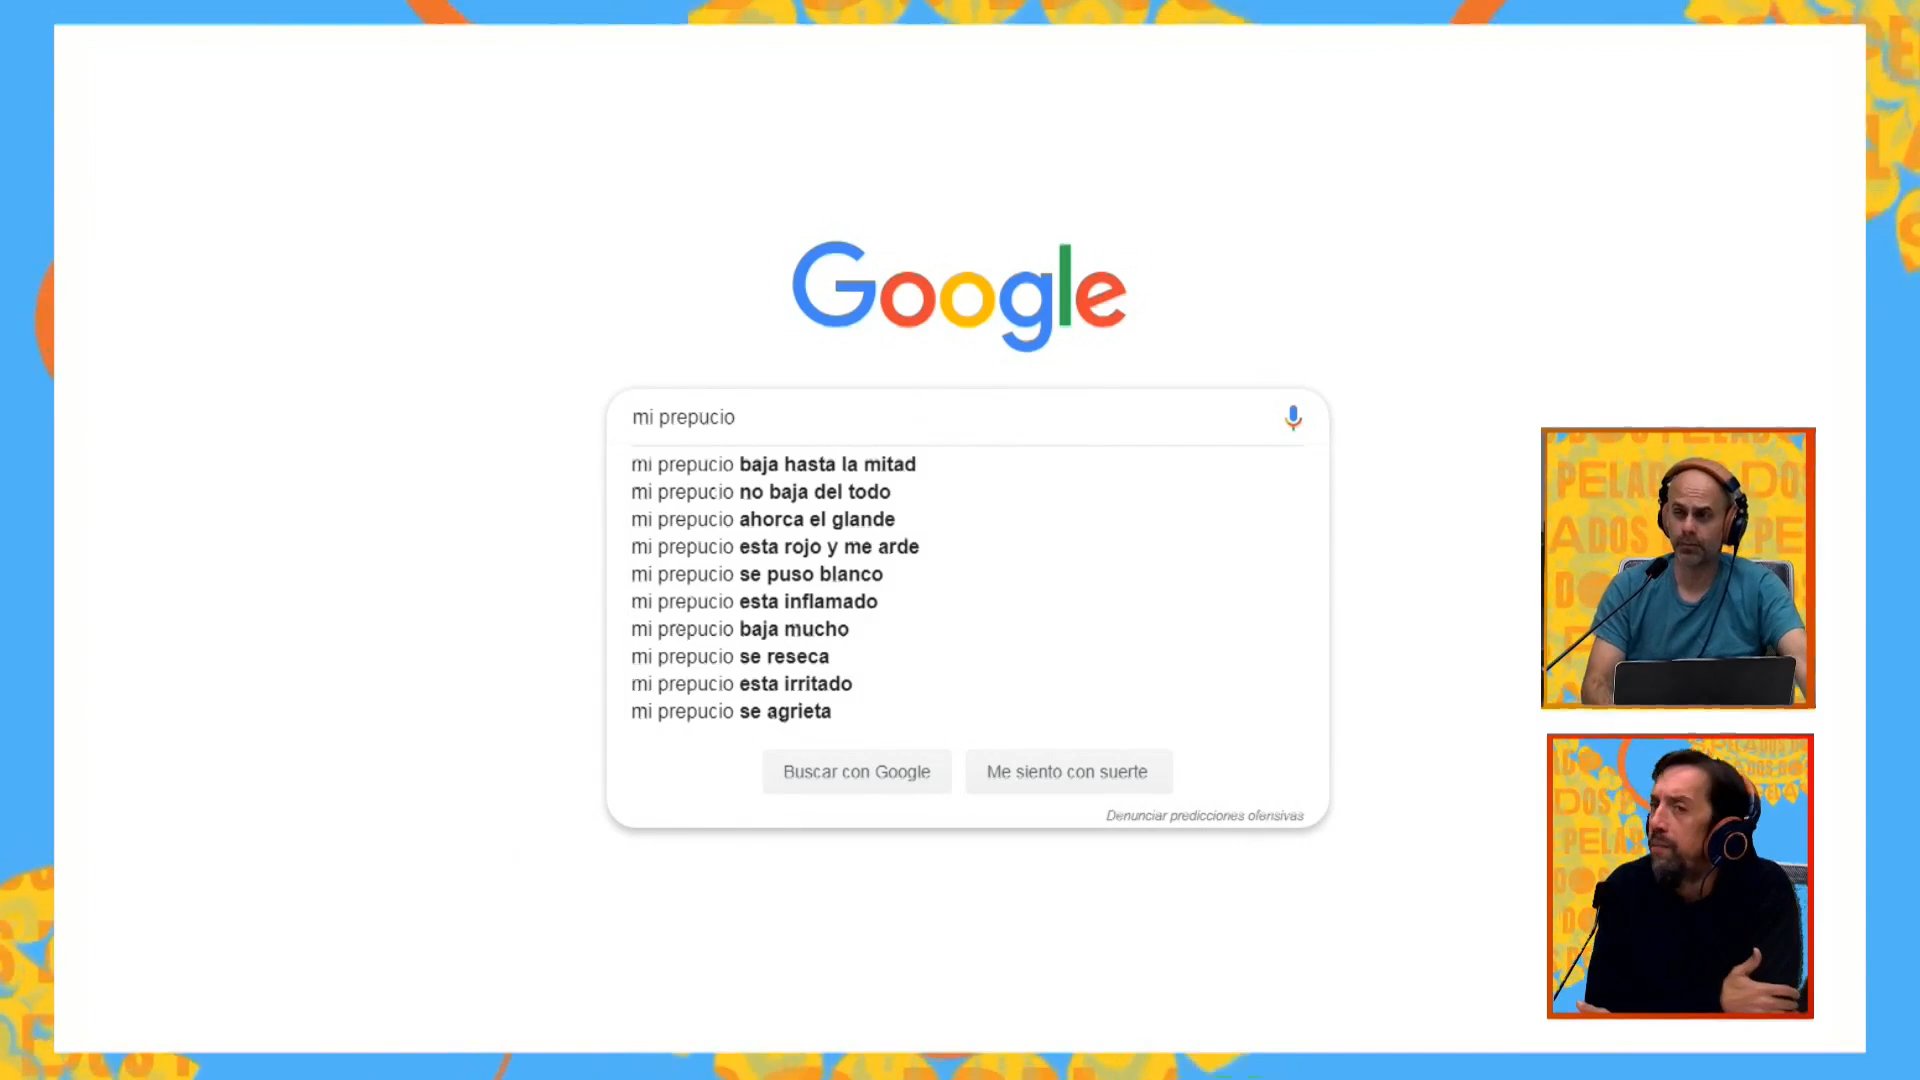 Google
mi prepucio
mi prepucio baja hasta la mitad
mi prepucio no baja del todo
mi prepucio ahorca el glande
mi prepucio esta rojo y me arde
mi prepucio se puso blanco
mi prepucio esta inflamado
mi prepucio baja mucho
mi prepucio se reseca
mi prepucio esta irritado
mi prepucio se agrieta
Buscar con Google
Me siento con suerte
Denunciar predicciones ofensivas